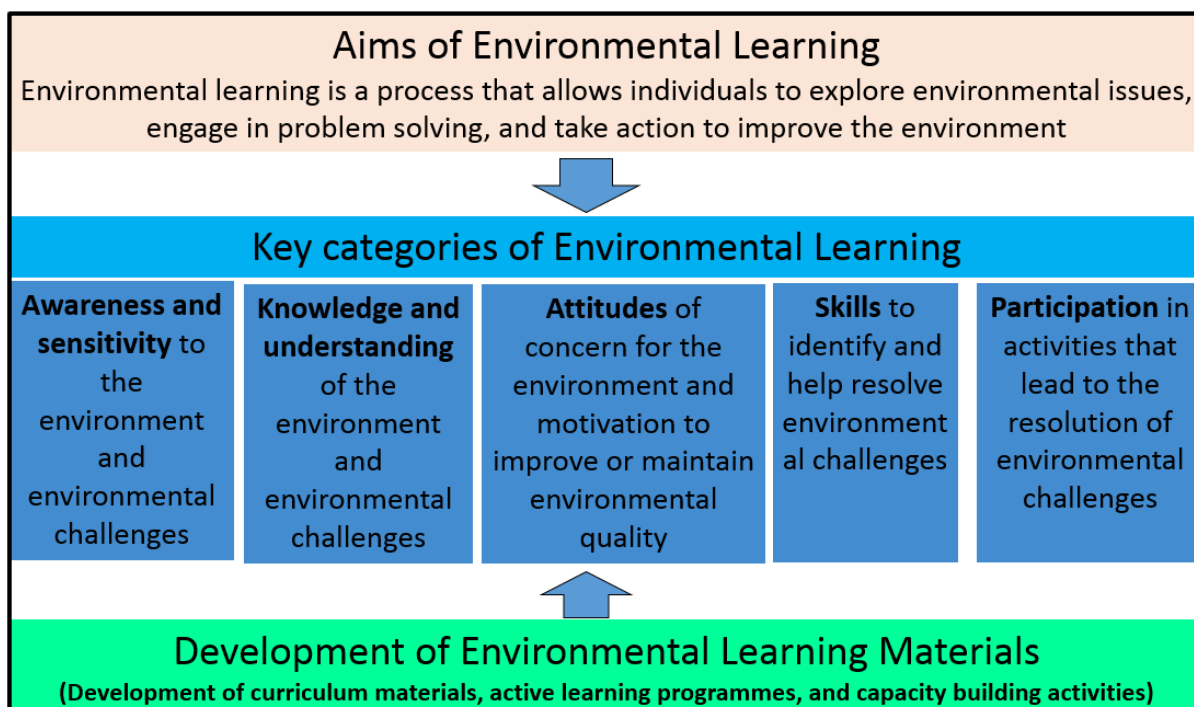 Aims of Environmental Learning
Environmental learning is a process that allows individuals to explore environmental issues,
engage in problem solving, and take action to improve the environment
Key categories of Environmental Learning
Awareness and
sensitivity to
the
environment
and
environmental
challenges
Knowledge and
understanding
of the
environment
and
environmental
challenges
Attitudes of
concern for the
environment and
motivation to
improve or maintain
environmental
quality
Skills to
identify and
help resolve
environment
al challenges
Participation in
activities that
lead to the
resolution of
environmental
challenges
Development of Environmental Learning Materials
(Development of curriculum materials, active learning programmes, and capacity building activities)